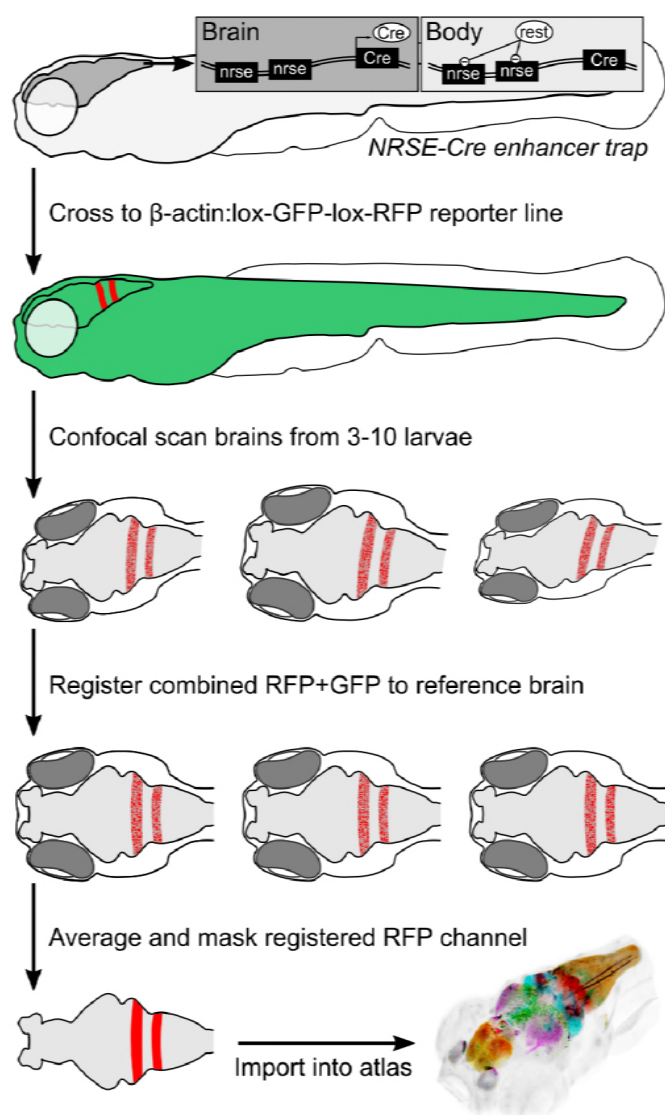 Brain
Cre
nrse
nrse
Cre
Body
rest
nrse
nrse
Cre
NRSE-Cre enhancer trap
Cross to β-actin:lox-GFP-lox-RFP reporter line
Confocal scan brains from 3-10 larvae
Register combined RFP+GFP to reference brain
Average and mask registered RFP channel
Import into atlas